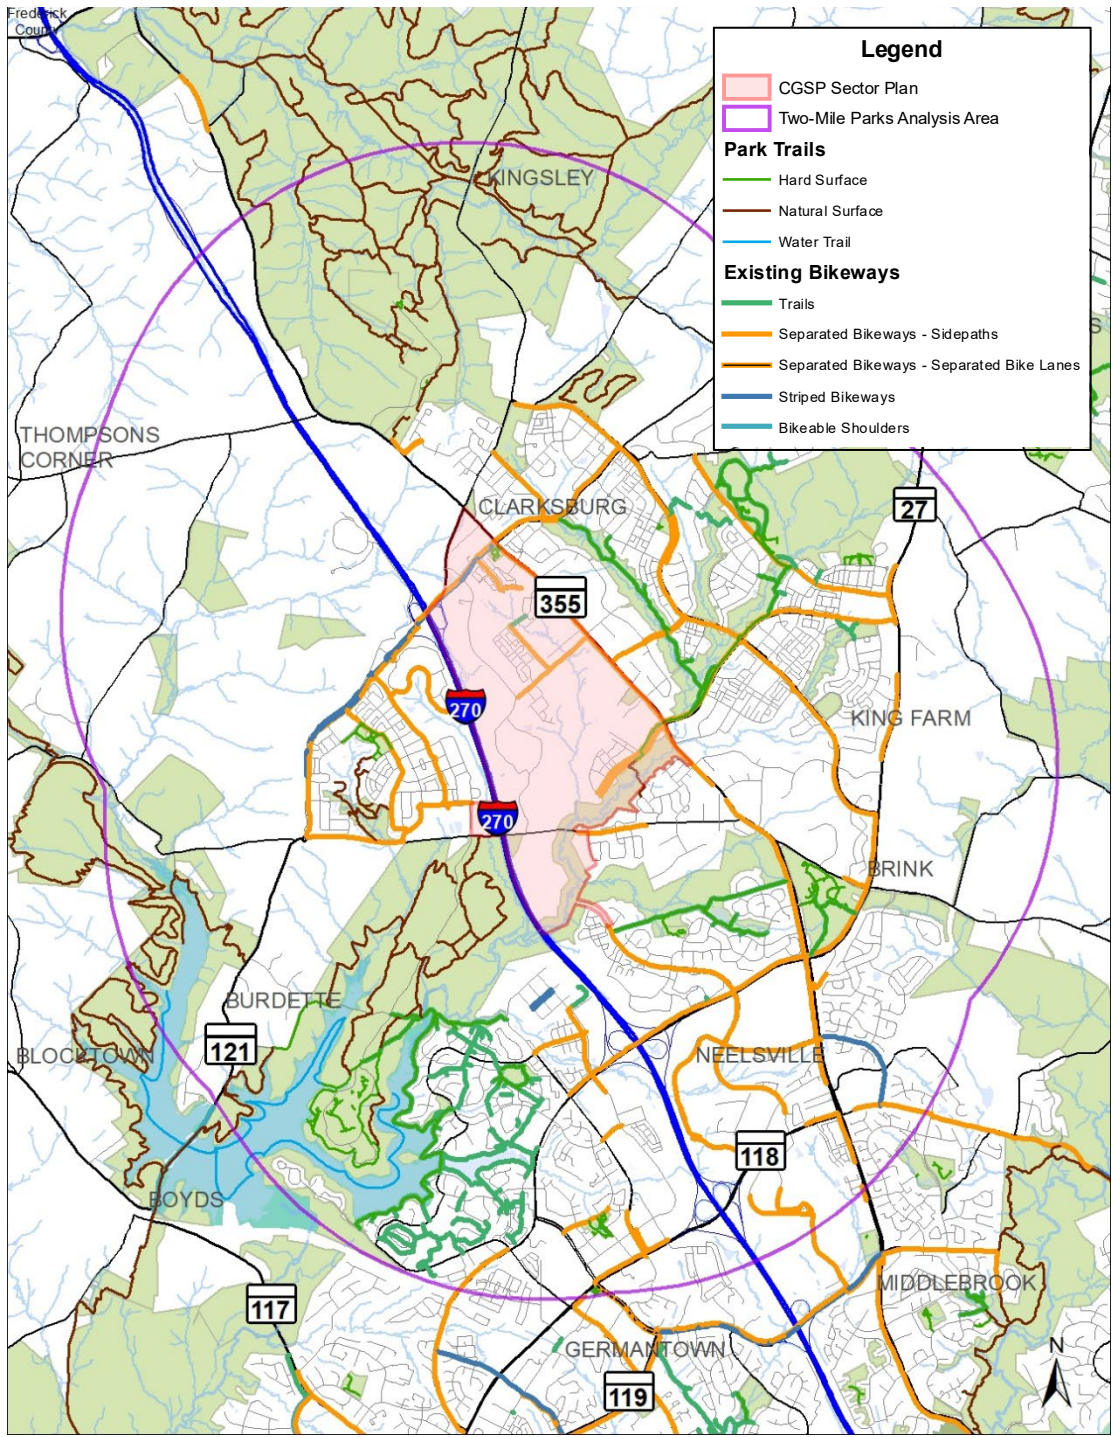 Frederick
County
Legend
CGSP Sector Plan
Two-Mile Parks Analysis Area
Park Trails
Hard Surface
Natural Surface
Water Trail
Existing Bikeways
Trails
Separated Bikeways - Sidepaths
Separated Bikeways - Separated Bike Lanes
Striped Bikeways
Bikeable Shoulders
KINGSLEY
S
THOMPSONS
CORNER
CLARKSBURG
27
355
270
KING FARM
270
BRINK
BURDETTE
121
BLOCKTOWN
NEELSVILLE
118
BOYDS
MIDDLEBROOK
117
GERMANTOWN
119
N